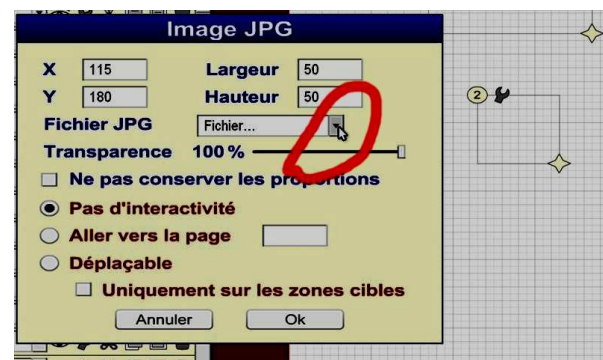 Image JPG
X 115 Largeur 50
Y 180 Hauteur 50
Fichier JPG Fichier...
Transparence 100 %
Ne pas conserver les proportions
Pas d'interactivité
Aller vers la page
Déplaçable
Uniquement sur les zones cibles
Annuler Ok
2